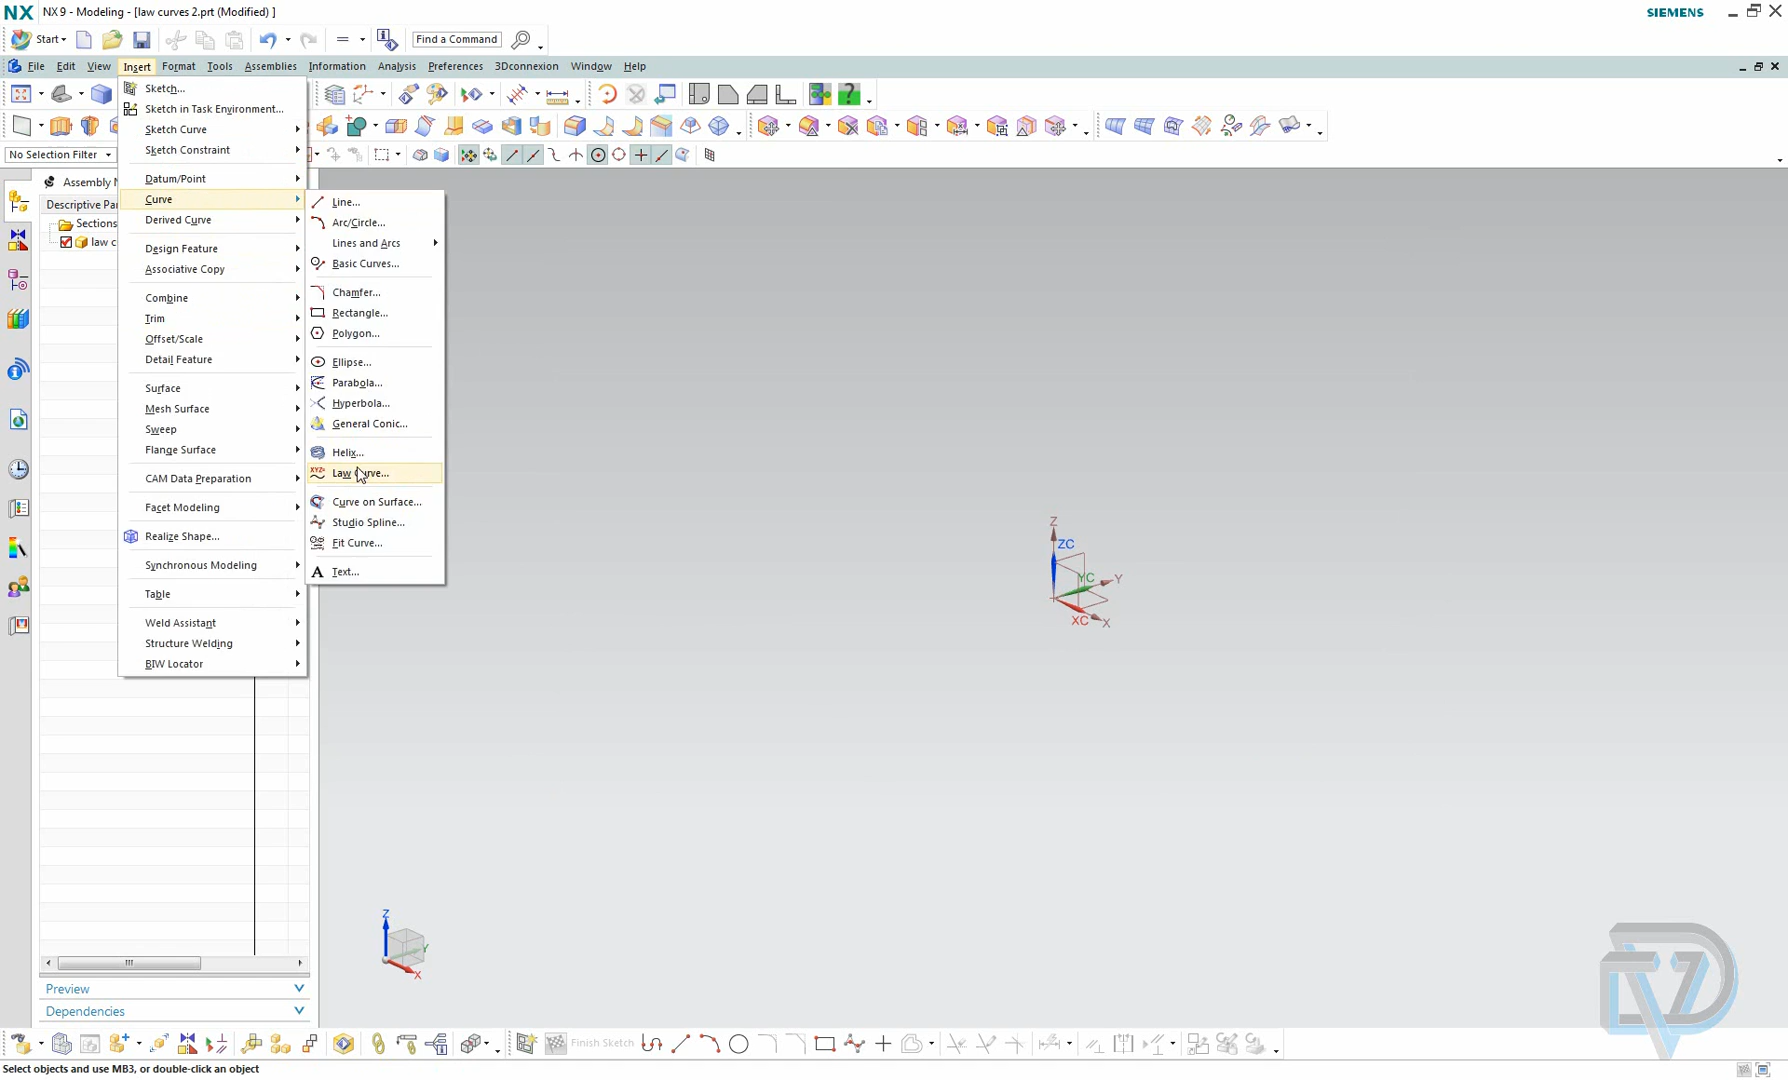 NX NX 9 - Modeling - [law curves 2.prt (Modified) ] SIEMENS
Start Find a Command
File Edit View Insert Format Tools Assemblies Information Analysis Preferences 3Dconnexion Window Help
Sketch...
Sketch in Task Environment...
Sketch Curve
Sketch Constraint
Datum/Point
Curve
Derived Curve
Design Feature
Associative Copy
Combine
Trim
Offset/Scale
Detail Feature
Surface
Mesh Surface
Sweep
Flange Surface
CAM Data Preparation
Facet Modeling
Realize Shape...
Synchronous Modeling
Table
Weld Assistant
Structure Welding
BIW Locator
Line...
Arc/Circle...
Lines and Arcs
Basic Curves...
Chamfer...
Rectangle...
Polygon...
Ellipse...
Parabola...
Hyperbola...
General Conic...
Helix...
XYZ=
Law Curve...
Curve on Surface...
Studio Spline...
Fit Curve...
A Text...
No Selection Filter
Assembly N
Descriptive Par
Sections
law c
Z
ZC
YC
Y
XC
X
Z
Y
X
Preview
Dependencies
Finish Sketch
Select objects and use MB3, or double-click an object